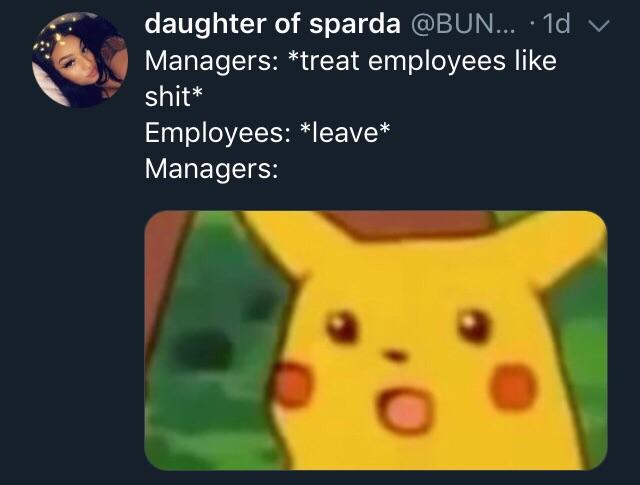 daughter of sparda @BUN... · 1d
Managers: *treat employees like
shit*
Employees: *leave*
Managers: